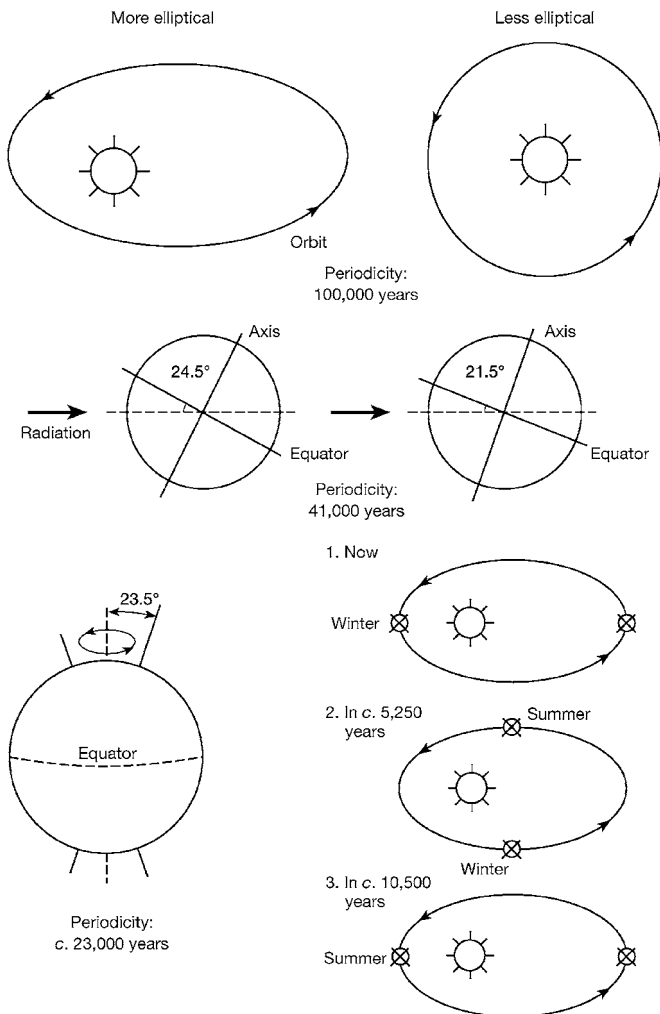 More elliptical
Less elliptical
Orbit
Periodicity:
100,000 years
Axis
24.5°
Radiation
Equator
Axis
21.5°
Equator
Periodicity:
41,000 years
23.5°
Equator
Periodicity:
c. 23,000 years
1. Now
Winter
2. In c. 5,250
years
Summer
Winter
3. In c. 10,500
years
Summer